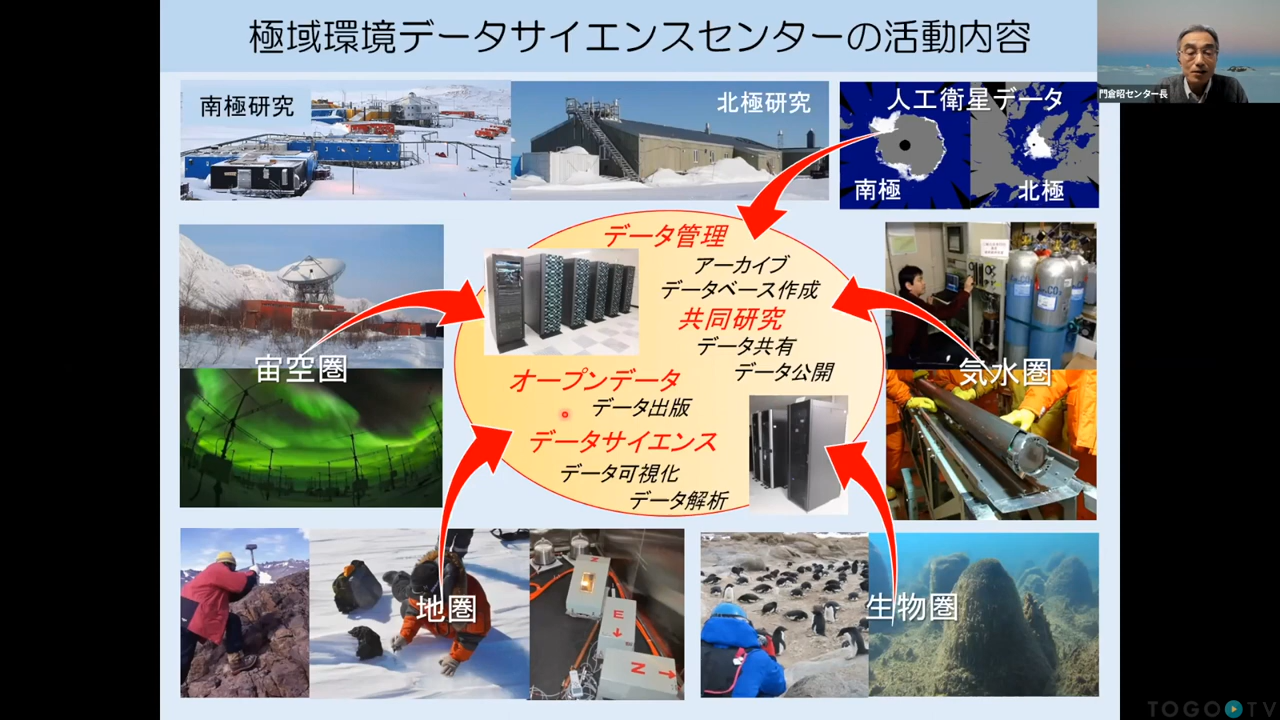 極域環境データサイエンスセンターの活動内容
門倉昭センター長
南極研究
北極研究
人工衛星データ
南極
北極
データ管理
アーカイブ
データベース作成
共同研究
データ共有
データ公開
オープンデータ
データ出版
データサイエンス
データ可視化
データ解析
宙空圏
気水圏
地圏
生物圏
N
E
N
TOGO TV